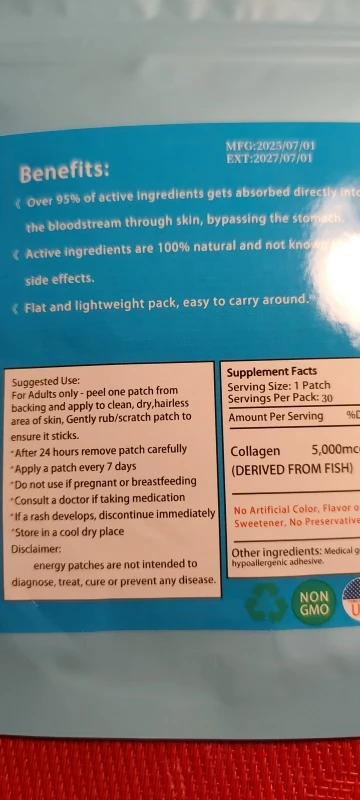 MFG:2025/07/01
EXT:2027/07/01
Benefits:
Over 95% of active ingredients gets absorbed directly into
the bloodstream through skin, bypassing the stomach.
Active ingredients are 100% natural and not know
side effects.
Flat and lightweight pack, easy to carry around.
Suggested Use:
For Adults only - peel one patch from
backing and apply to clean, dry,hairless
area of skin, Gently rub/scratch patch to
ensure it sticks.
*After 24 hours remove patch carefully
*Apply a patch every 7 days
*Do not use if pregnant or breastfeeding
*Consult a doctor if taking medication
*If a rash develops, discontinue immediately
*Store in a cool dry place
Disclaimer:
energy patches are not intended to
diagnose, treat, cure or prevent any disease.
Supplement Facts
Serving Size: 1 Patch
Servings Per Pack: 30
Amount Per Serving %D
Collagen 5,000mc
(DERIVED FROM FISH)
No Artificial Color, Flavor o
Sweetener, No Preservative
Other ingredients: Medical g
hypoallergenic adhesive.
NON
GMO
U